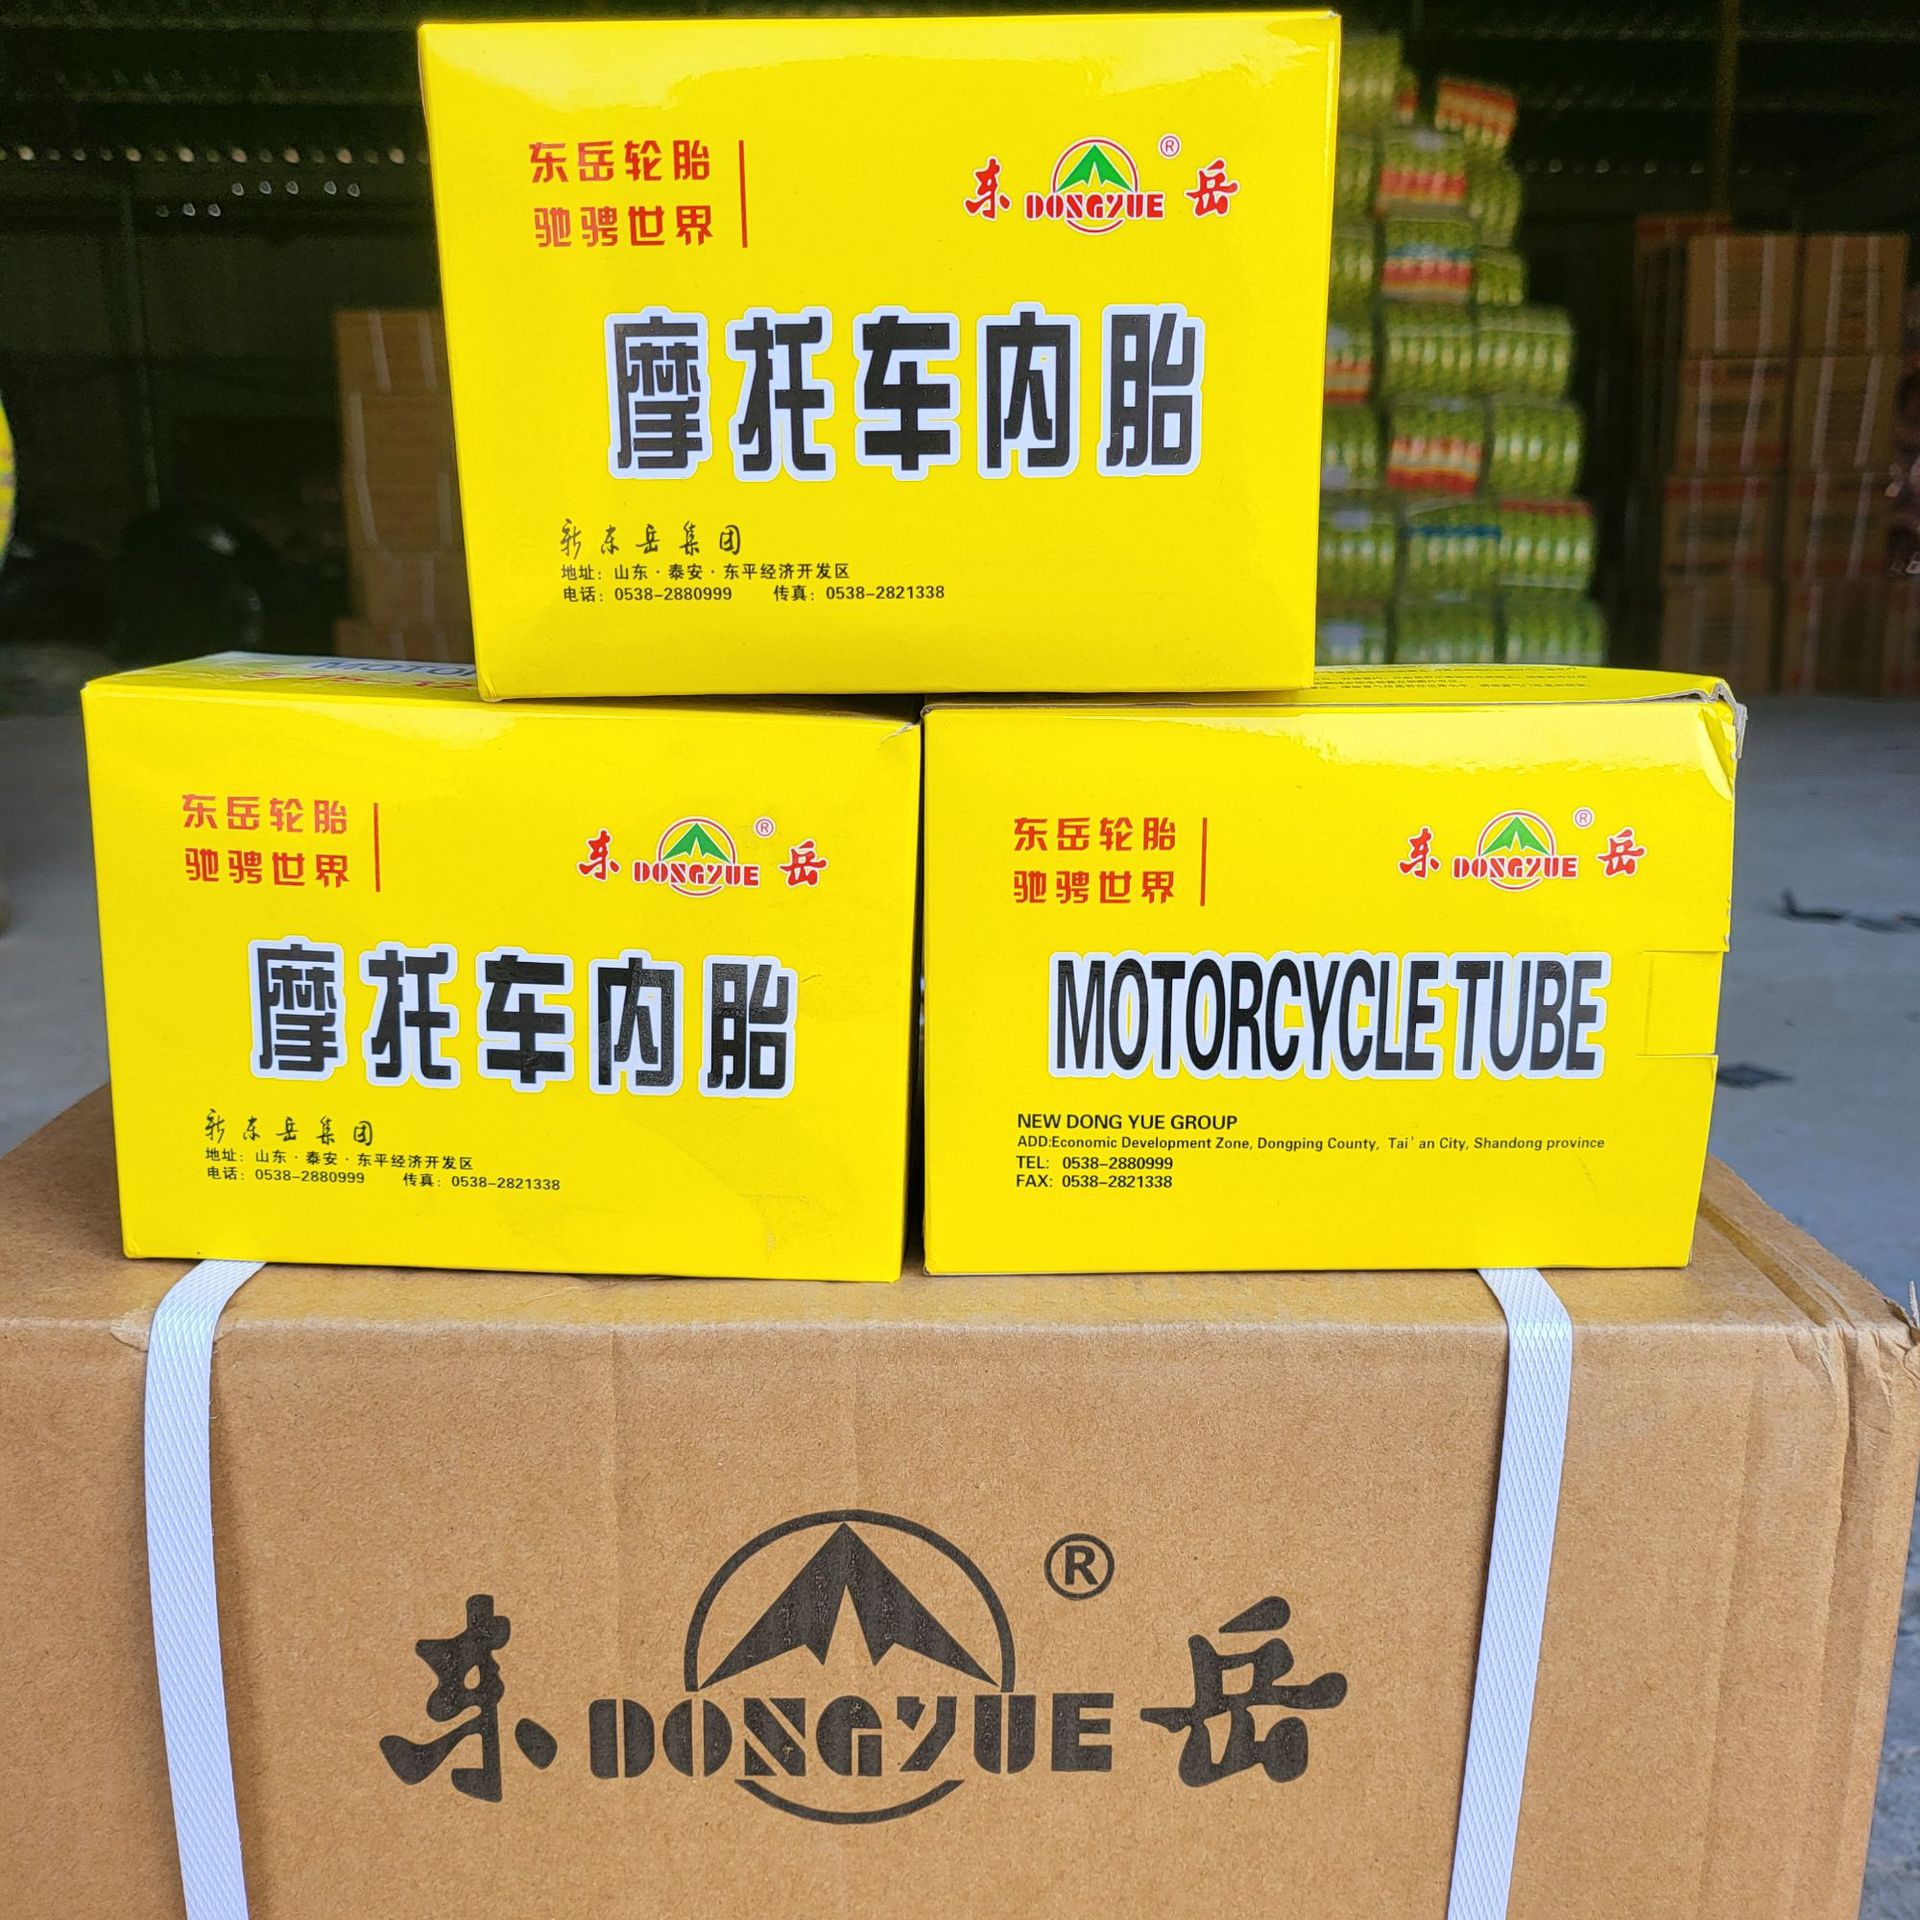 东岳轮胎
驰骋世界
东 DONGYUE ® 岳
摩托车内胎
新东岳集团
地址：山东·泰安·东平经济开发区
电话：0538-2880999 传真：0538-2821338
东岳轮胎
驰骋世界
东 DONGYUE ® 岳
摩托车内胎
新东岳集团
地址：山东·泰安·东平经济开发区
电话：0538-2880999 传真：0538-2821338
东岳轮胎
驰骋世界
东 DONGYUE ® 岳
MOTORCYCLE TUBE
NEW DONG YUE GROUP
ADD:Economic Development Zone, Dongping County, Tai'an City, Shandong province
TEL: 0538-2880999
FAX: 0538-2821338
东 DONGYUE ® 岳